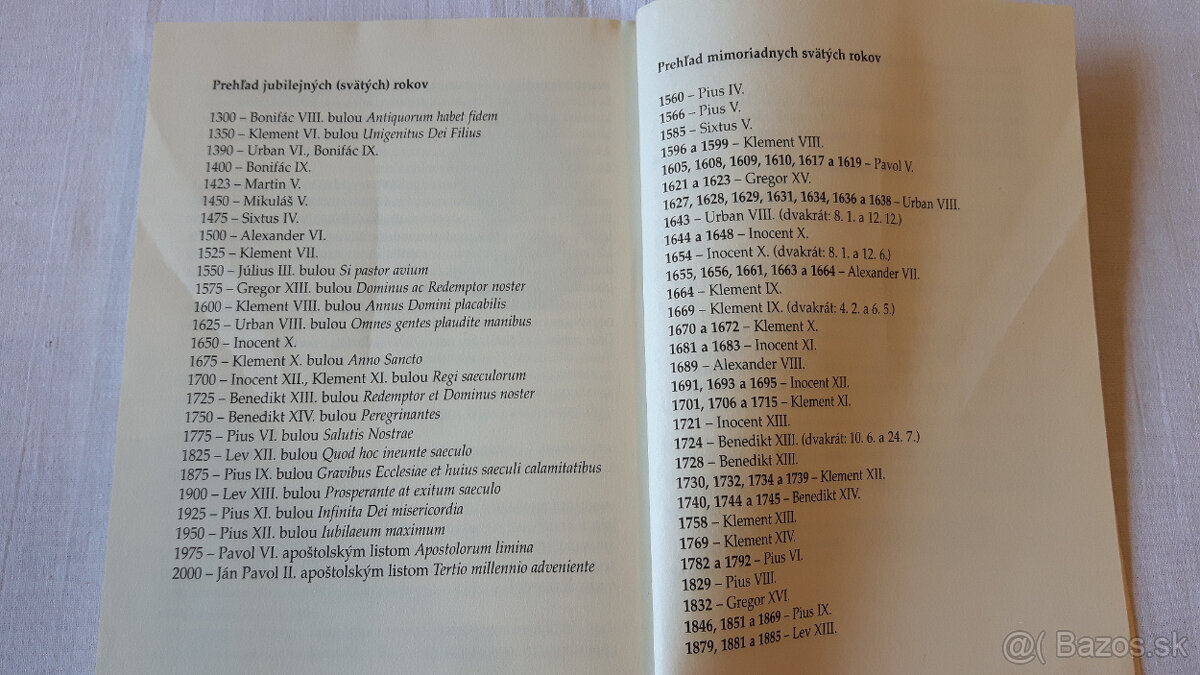 Prehľad jubilejných (svätých) rokov
1300 – Bonifác VIII. bulou Antiquorum habet fidem
1350 – Klement VI. bulou Unigenitus Dei Filius
1390 – Urban VI., Bonifác IX.
1400 – Bonifác IX.
1423 – Martin V.
1450 – Mikuláš V.
1475 – Sixtus IV.
1500 – Alexander VI.
1525 – Klement VII.
1550 – Július III. bulou Si pastor avium
1575 – Gregor XIII. bulou Dominus ac Redemptor noster
1600 – Klement VIII. bulou Annus Domini placabilis
1625 – Urban VIII. bulou Omnes gentes plaudite manibus
1650 – Inocent X.
1675 – Klement X. bulou Anno Sancto
1700 – Inocent XII., Klement XI. bulou Regi saeculorum
1725 – Benedikt XIII. bulou Redemptor et Dominus noster
1750 – Benedikt XIV. bulou Peregrinantes
1775 – Pius VI. bulou Salutis Nostrae
1825 – Lev XII. bulou Quod hoc ineunte saeculo
1875 – Pius IX. bulou Gravibus Ecclesiae et huius saeculi calamitatibus
1900 – Lev XIII. bulou Prosperante at exitum saeculo
1925 – Pius XI. bulou Infinita Dei misericordia
1950 – Pius XII. bulou Iubilaeum maximum
1975 – Pavol VI. apoštolským listom Apostolorum limina
2000 – Ján Pavol II. apoštolským listom Tertio millennio adveniente
Prehľad mimoriadnych svätých rokov
1560 – Pius IV.
1566 – Pius V.
1585 – Sixtus V.
1596 a 1599 – Klement VIII.
1605, 1608, 1609, 1610, 1617 a 1619 – Pavol V.
1621 a 1623 – Gregor XV.
1627, 1628, 1629, 1631, 1634, 1636 a 1638 – Urban VIII.
1643 – Urban VIII. (dvakrát: 8. 1. a 12. 12.)
1644 a 1648 – Inocent X.
1654 – Inocent X. (dvakrát: 8. 1. a 12. 6.)
1655, 1656, 1661, 1663 a 1664 – Alexander VII.
1664 – Klement IX.
1669 – Klement IX. (dvakrát: 4. 2. a 6. 5.)
1670 a 1672 – Klement X.
1681 a 1683 – Inocent XI.
1689 – Alexander VIII.
1691, 1693 a 1695 – Inocent XII.
1701, 1706 a 1715 – Klement XI.
1721 – Inocent XIII.
1724 – Benedikt XIII. (dvakrát: 10. 6. a 24. 7.)
1728 – Benedikt XIII.
1730, 1732, 1734 a 1739 – Klement XII.
1740, 1744 a 1745 – Benedikt XIV.
1758 – Klement XIII.
1769 – Klement XIV.
1782 a 1792 – Pius VI.
1829 – Pius VIII.
1832 – Gregor XVI.
1846, 1851 a 1869 – Pius IX.
1879, 1881 a 1885 – Lev XIII.
@( Bazos.sk